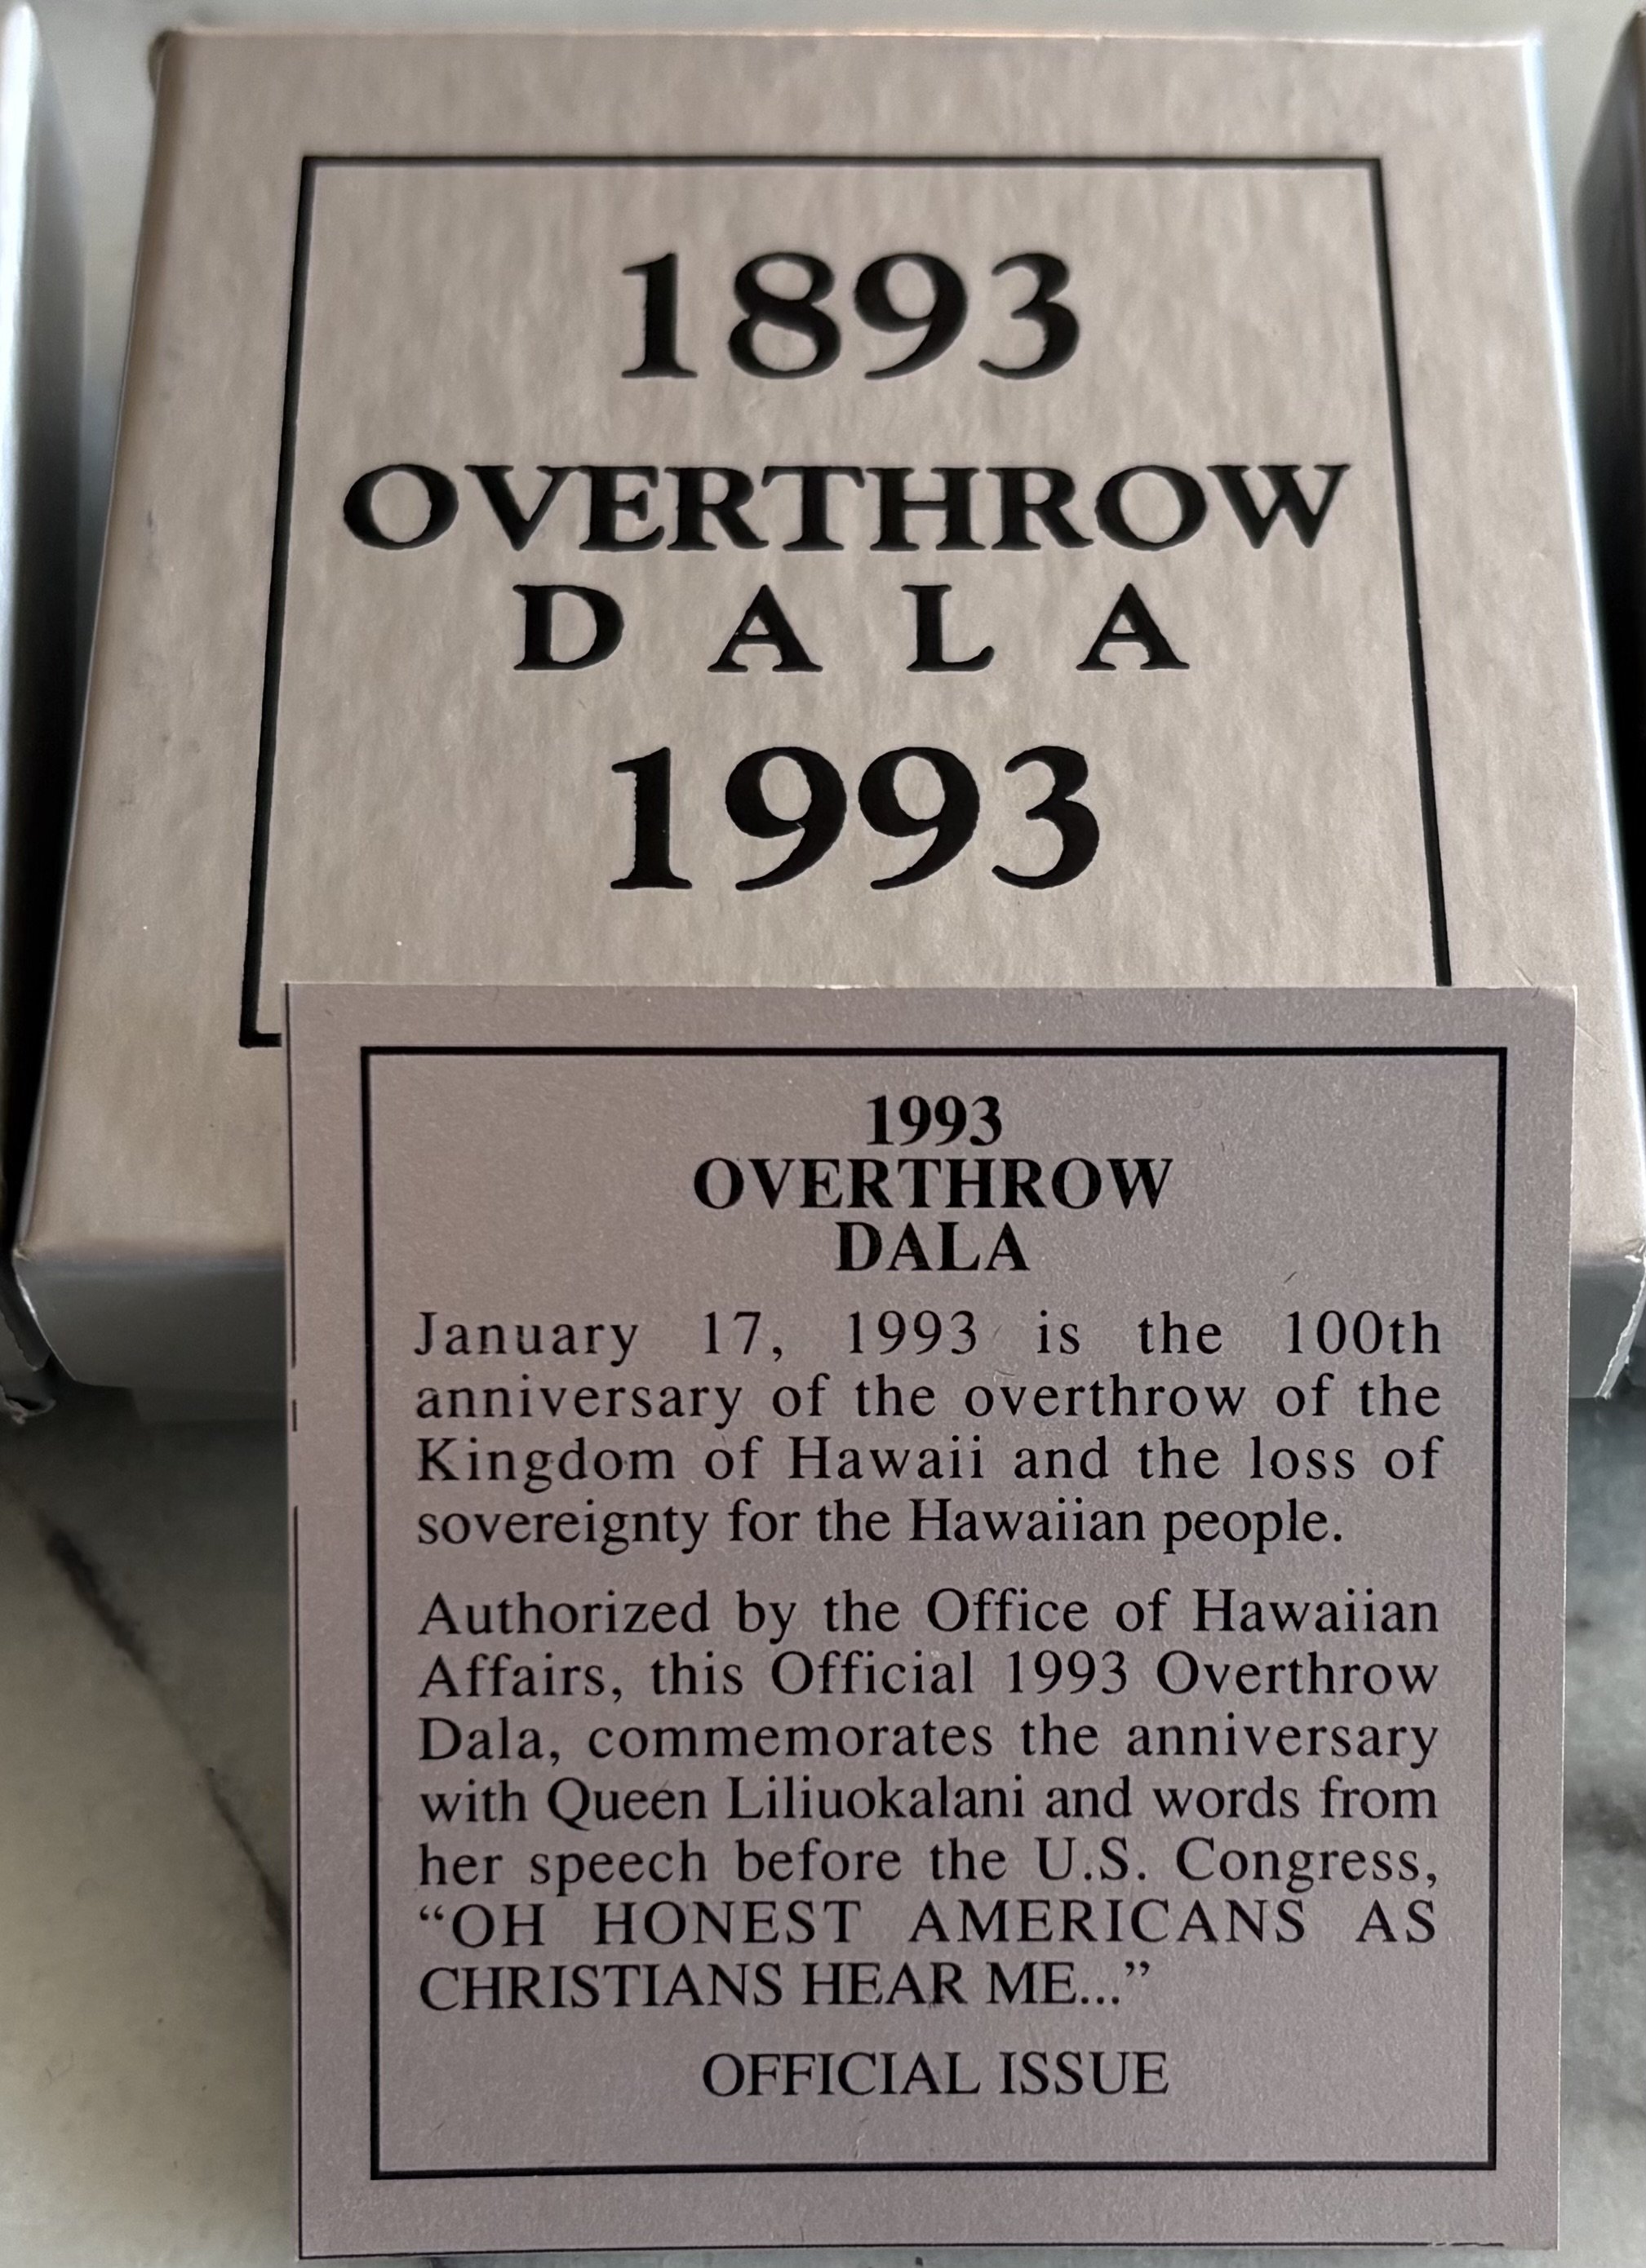 1893
OVERTHROW
DALA
1993
1993
OVERTHROW
DALA
January 17, 1993 is the 100th
anniversary of the overthrow of the
Kingdom of Hawaii and the loss of
sovereignty for the Hawaiian people.
Authorized by the Office of Hawaiian
Affairs, this Official 1993 Overthrow
Dala, commemorates the anniversary
with Queen Liliuokalani and words from
her speech before the U.S. Congress,
“OH HONEST AMERICANS AS
CHRISTIANS HEAR ME...”
OFFICIAL ISSUE